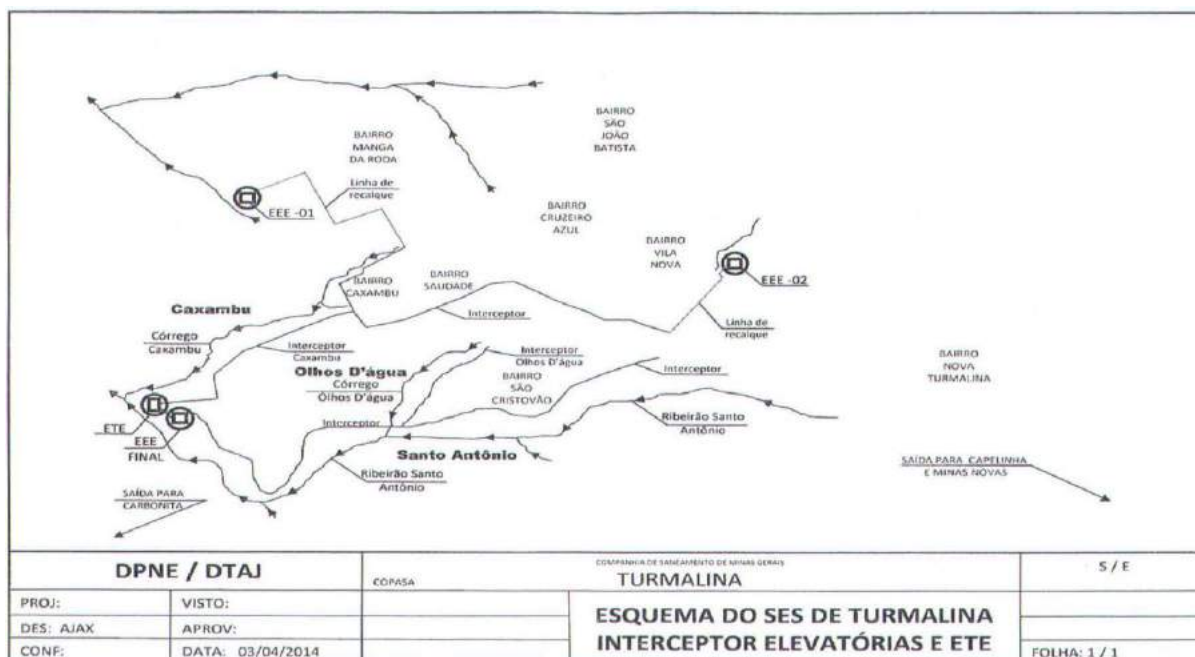 BAIRRO
SÃO
JOÃO
BATISTA
BAIRRO
MANGA
DA RODA
Linha de
recalque
EEE -01
BAIRRO
CRUZEIRO
AZUL
BAIRRO
VILA
NOVA
EEE -02
BAIRRO
CAXAMBU
BAIRRO
SAUDADE
Caxambu
Interceptor
Linha de
recalque
Córrego
Caxambu
Interceptor
Caxambu
Interceptor
Olhos D'água
Olhos D'água
Córrego
Olhos D'água
BAIRRO
SÃO
CRISTOVÃO
Interceptor
BAIRRO
NOVA
TURMALINA
ETE
EEE
FINAL
Interceptor
Ribeirão Santo
Antônio
Santo Antônio
Ribeirão Santo
Antônio
SAÍDA PARA CAPELINHA
E MINAS NOVAS
SAÍDA PARA
CARBONITA
DPNE / DTAJ
COPASA
COMPANHIA DE SANEAMENTO DE MINAS GERAIS
TURMALINA
S / E
PROJ:
VISTO:
DES: AJAX
APROV:
CONF:
DATA: 03/04/2014
ESQUEMA DO SES DE TURMALINA
INTERCEPTOR ELEVATÓRIAS E ETE
FOLHA: 1 / 1